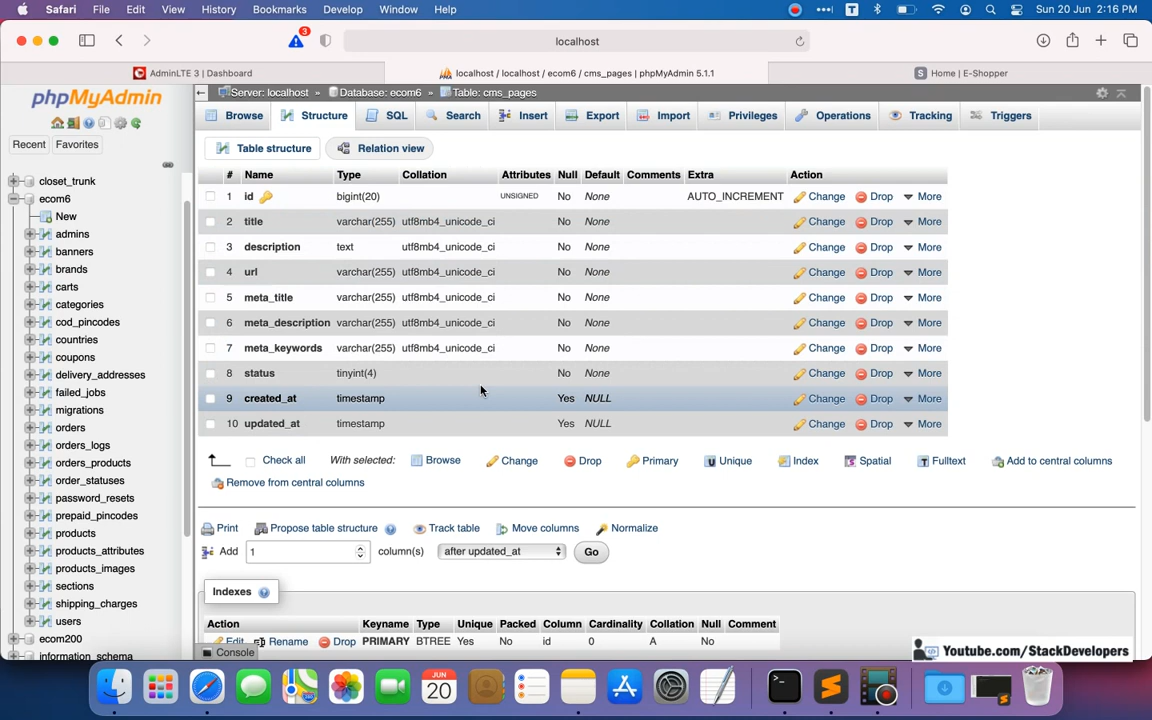 Safari File Edit View History Bookmarks Develop Window Help Sun 20 Jun 2:16 PM
3 localhost
AdminLTE 3 | Dashboard localhost / localhost / ecom6 / cms_pages | phpMyAdmin 5.1.1 S Home | E-Shopper
phpMyAdmin
Recent Favorites
closet_trunk
ecom6
New
admins
banners
brands
carts
categories
cod_pincodes
countries
coupons
delivery_addresses
failed_jobs
migrations
orders
orders_logs
orders_products
order_statuses
password_resets
prepaid_pincodes
products
products_attributes
products_images
sections
shipping_charges
users
ecom200
information_schema
Server: localhost » Database: ecom6 » Table: cms_pages
Browse Structure SQL Search Insert Export Import Privileges Operations Tracking Triggers
Table structure Relation view
# Name Type Collation Attributes Null Default Comments Extra Action
1 id bigint(20) UNSIGNED No None AUTO_INCREMENT Change Drop More
2 title varchar(255) utf8mb4_unicode_ci No None Change Drop More
3 description text utf8mb4_unicode_ci No None Change Drop More
4 url varchar(255) utf8mb4_unicode_ci No None Change Drop More
5 meta_title varchar(255) utf8mb4_unicode_ci No None Change Drop More
6 meta_description varchar(255) utf8mb4_unicode_ci No None Change Drop More
7 meta_keywords varchar(255) utf8mb4_unicode_ci No None Change Drop More
8 status tinyint(4) No None Change Drop More
9 created_at timestamp Yes NULL Change Drop More
10 updated_at timestamp Yes NULL Change Drop More
Check all With selected: Browse Change Drop Primary Unique Index Spatial Fulltext Add to central columns
Remove from central columns
Print Propose table structure Track table Move columns Normalize
Add 1 column(s) after updated_at Go
Indexes
Action Keyname Type Unique Packed Column Cardinality Collation Null Comment
Edit Rename Drop PRIMARY BTREE Yes No id 0 A No
Console
Youtube.com/StackDevelopers
JUN
20